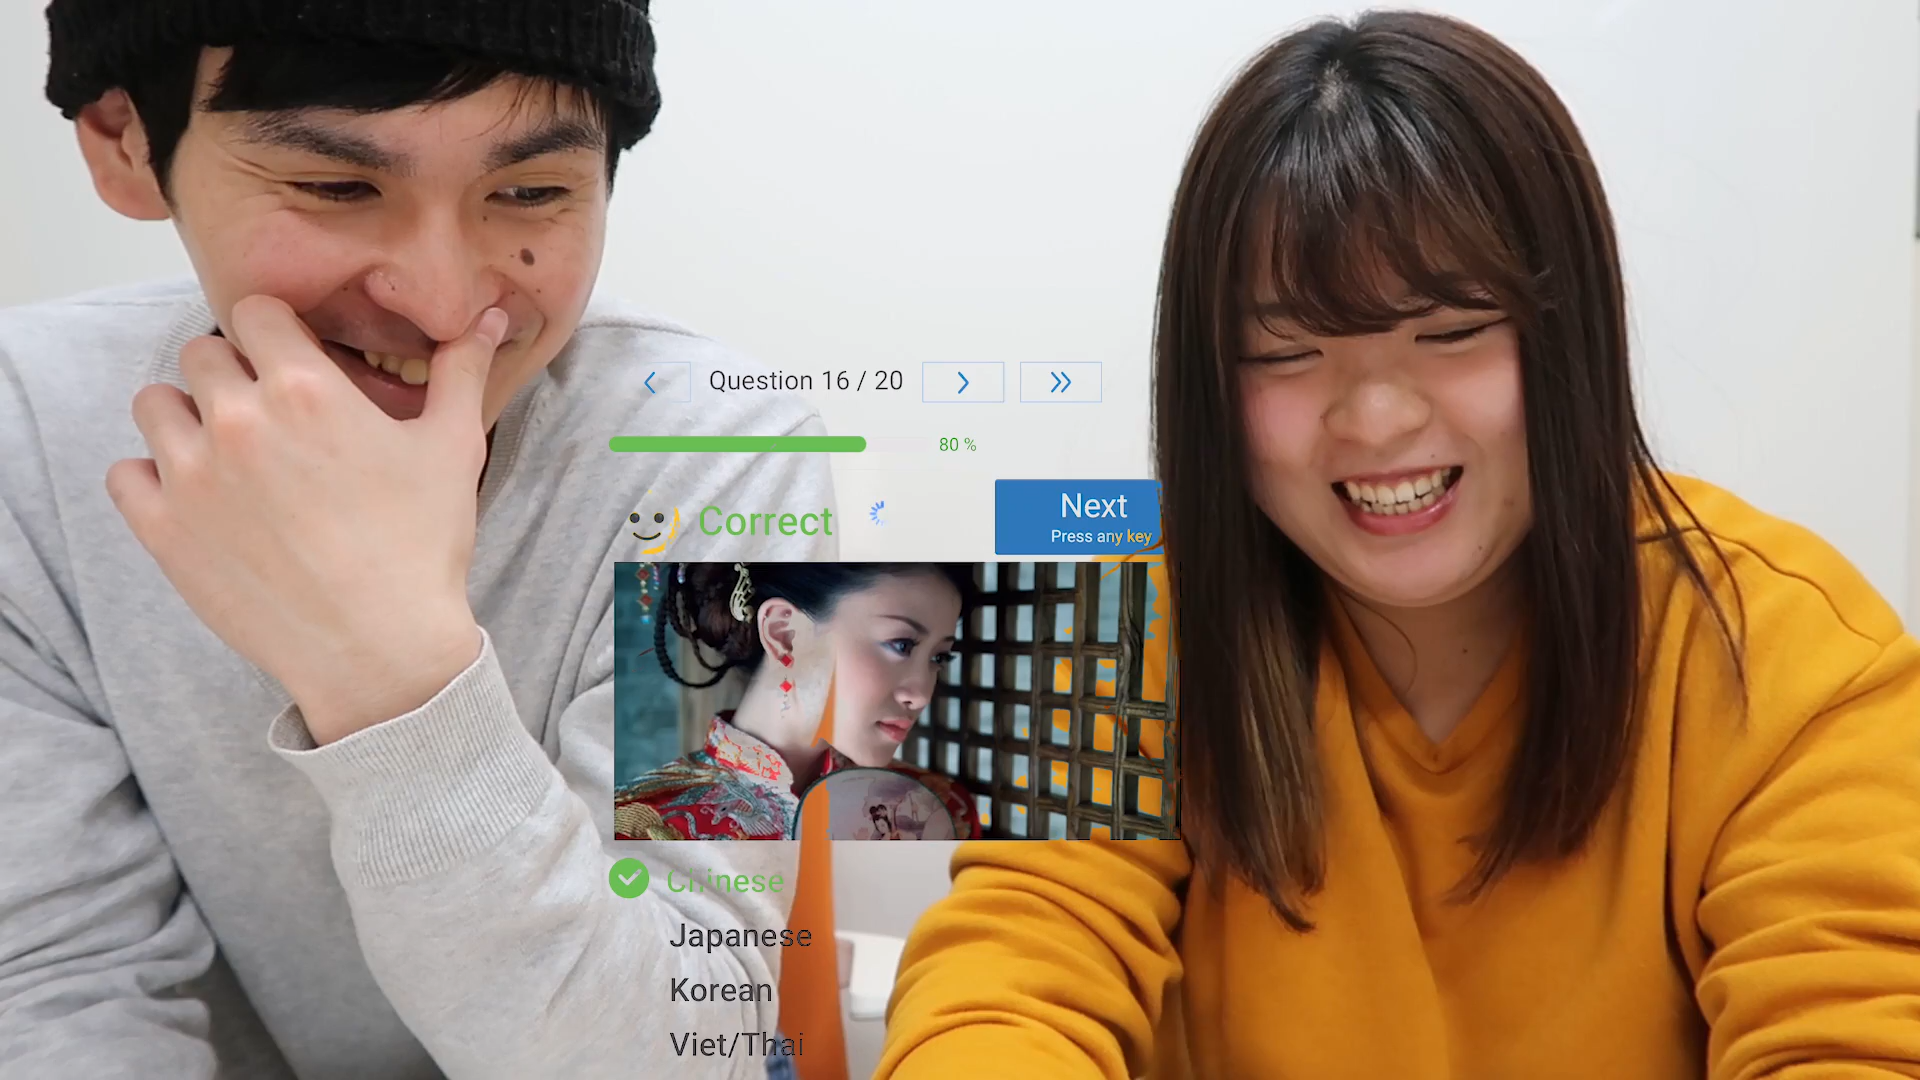 Question 16 / 20
80 %
Correct
Next
Press any key
Chinese
Japanese
Korean
Viet/Thai